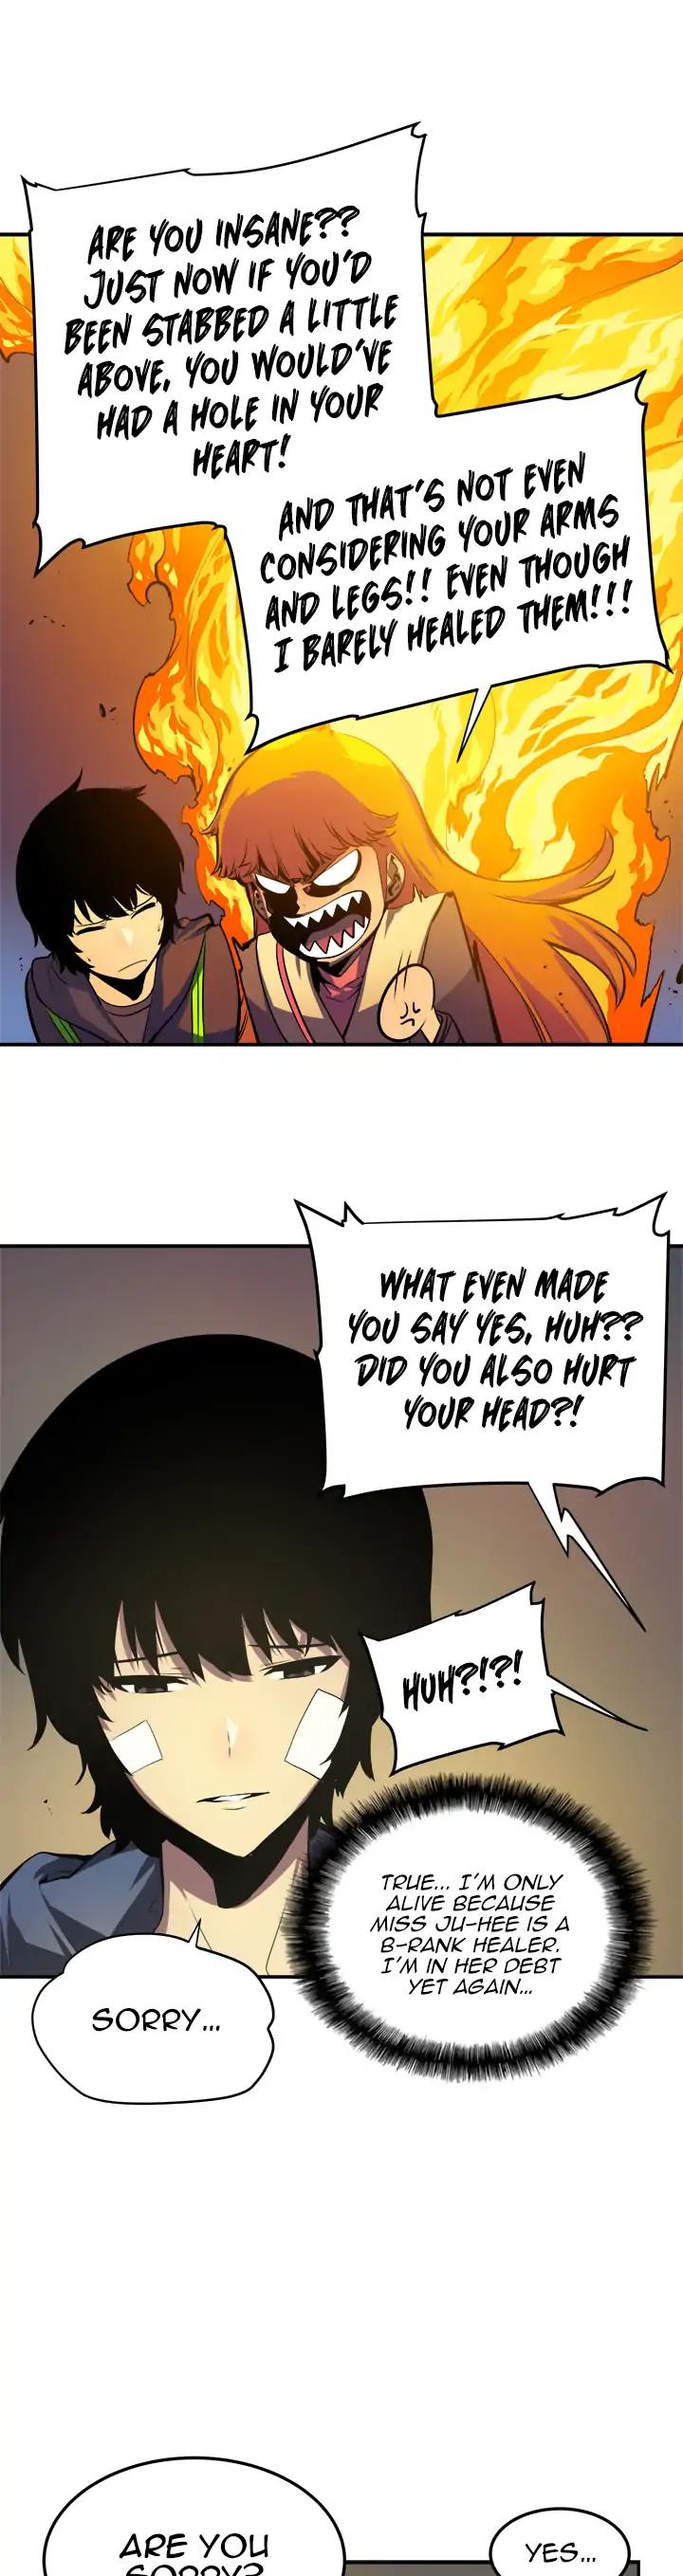 ARE YOU INSANE??
JUST NOW IF YOU'D
BEEN STABBED A LITTLE
ABOVE, YOU WOULD'VE
HAD A HOLE IN YOUR
HEART!
AND THAT'S NOT EVEN
CONSIDERING YOUR ARMS
AND LEGS!! EVEN THOUGH
I BARELY HEALED THEM!!!
WHAT EVEN MADE
YOU SAY YES, HUH??
DID YOU ALSO HURT
YOUR HEAD?!
HUH?!?!
TRUE... I'M ONLY
ALIVE BECAUSE
MISS JU-HEE IS A
B-RANK HEALER.
I'M IN HER DEBT
YET AGAIN...
SORRY...
ARE YOU
SORRY?
YES...